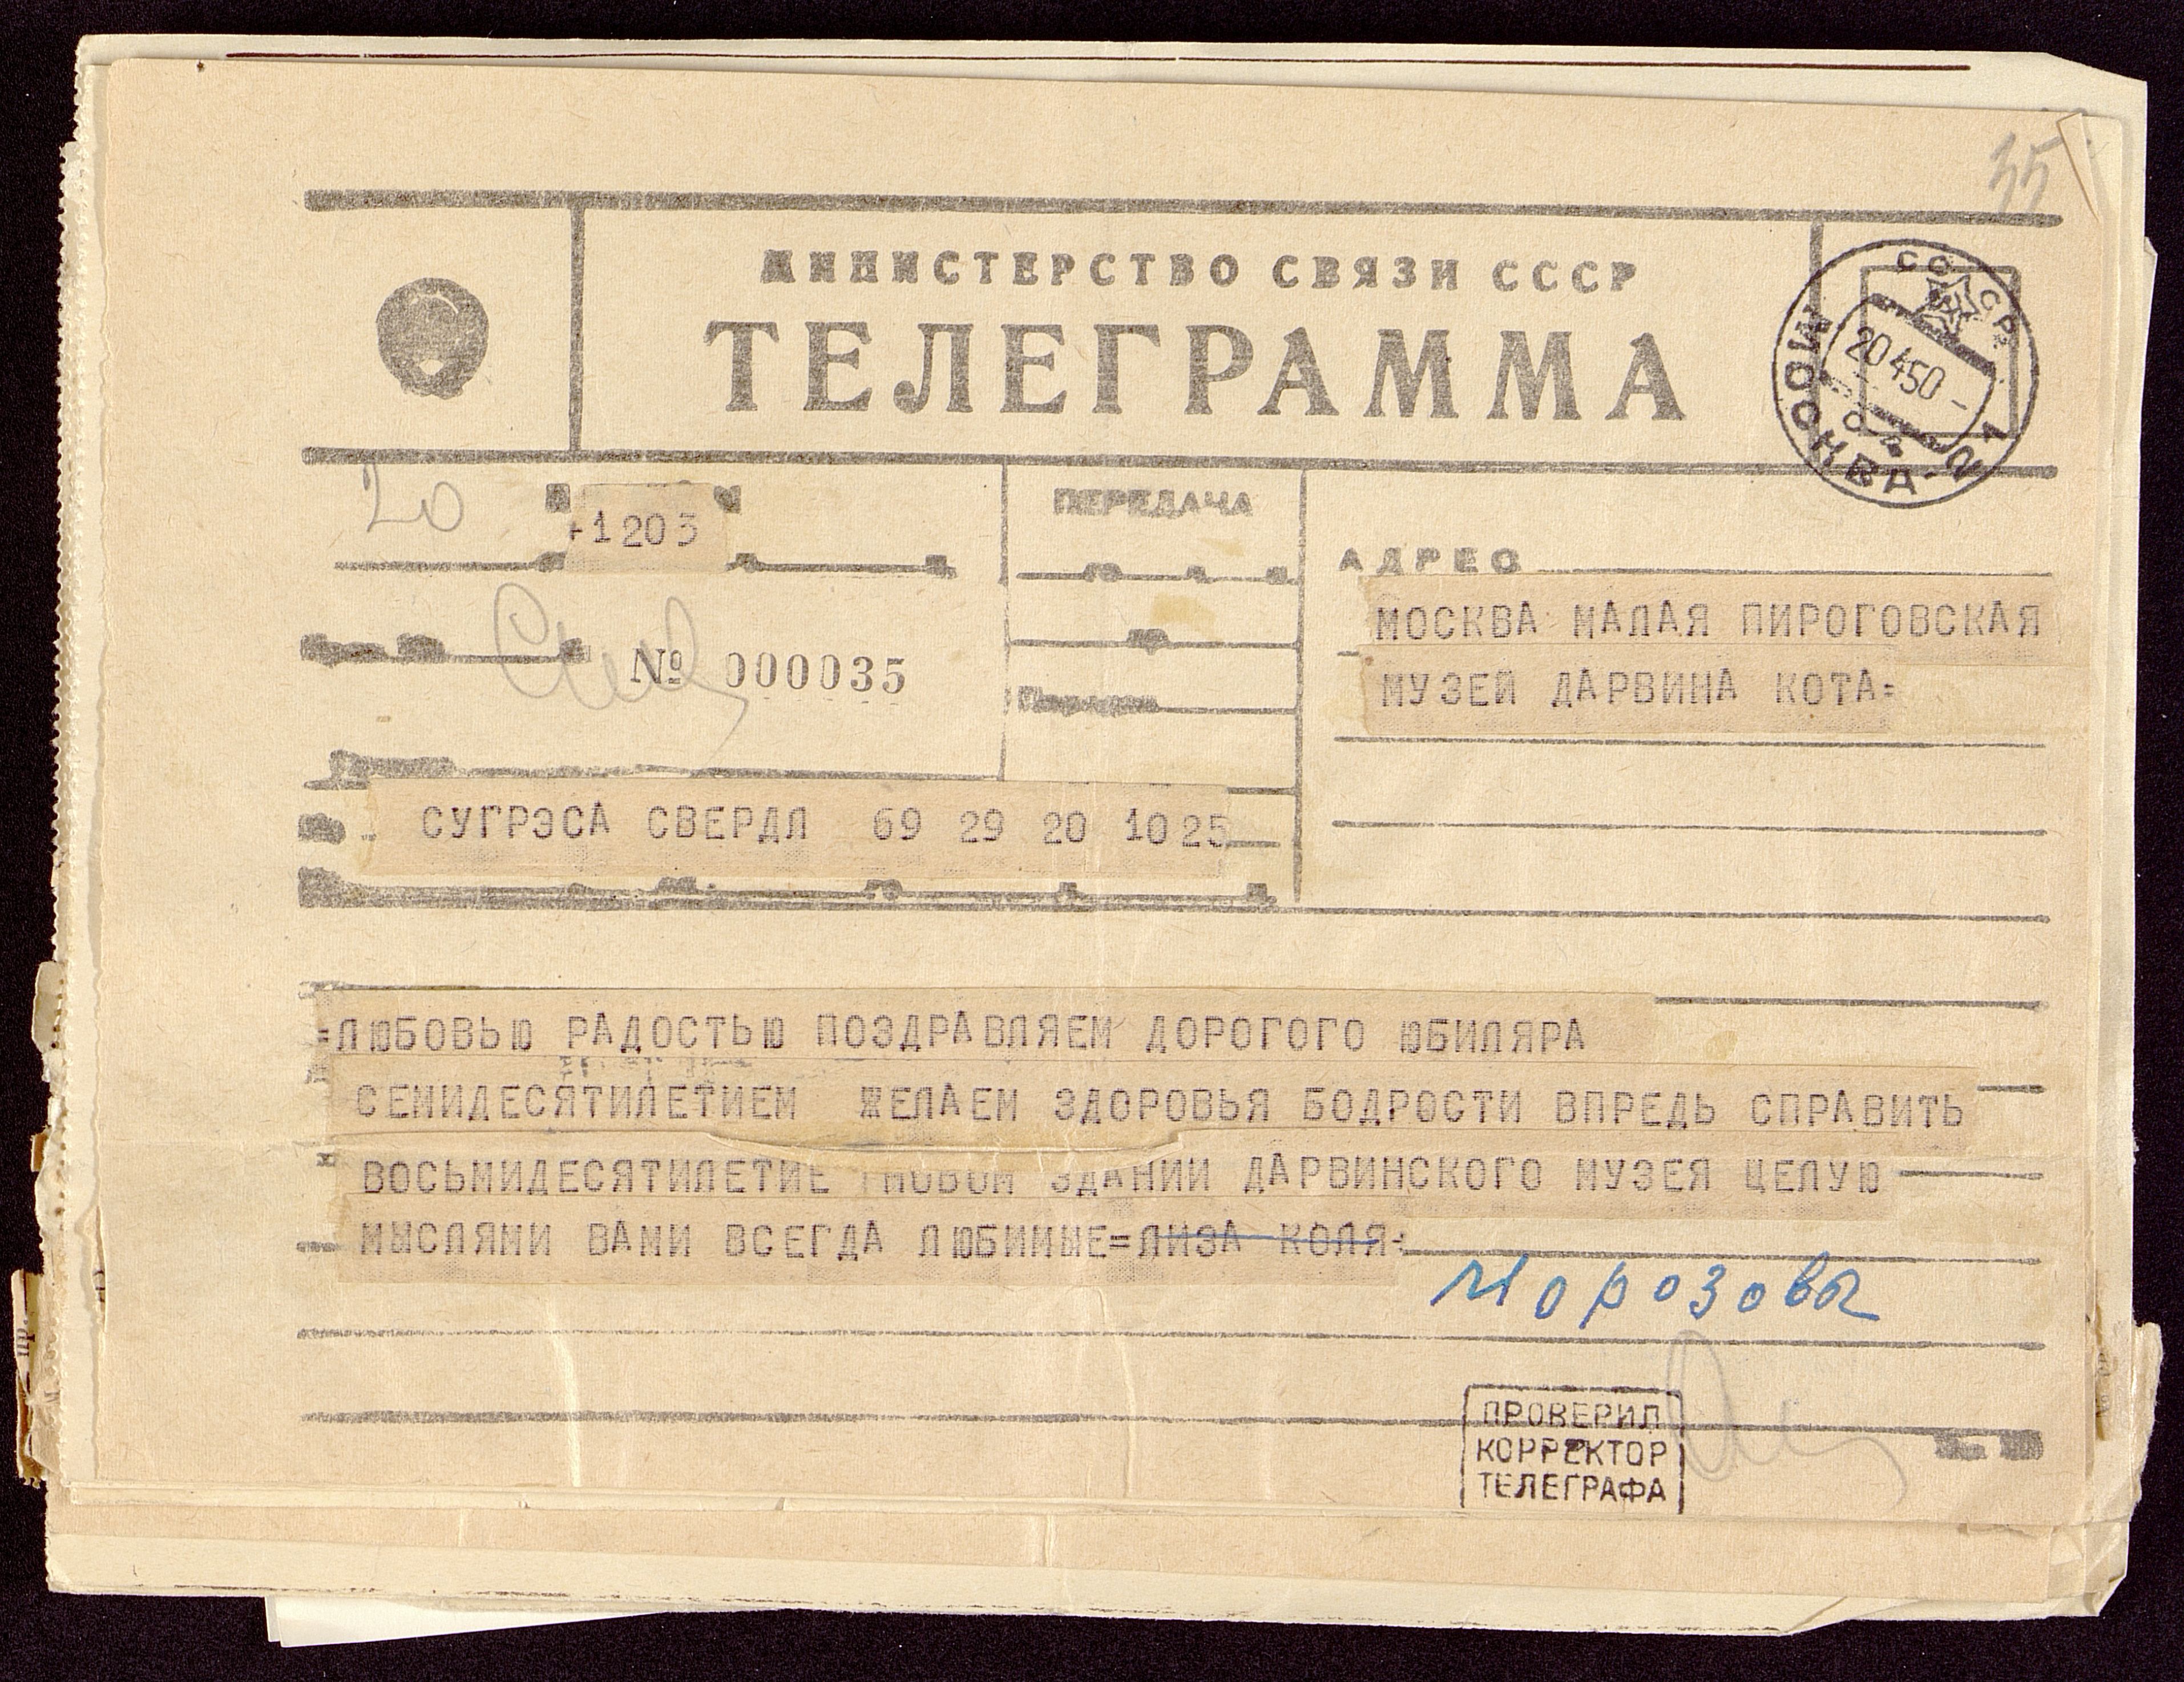 35
МИНИСТЕРСТВО СВЯЗИ СССР
ТЕЛЕГРАММА
СССР
20 4 50
МОСКВА
20
+1203
ПЕРЕДАЧА
АДРЕС
МОСКВА МАЛАЯ ПИРОГОВСКАЯ
МУЗЕЙ ДАРВИНА КОТА=
№ 000035
СУГРЭСА СВЕРДЛ 69 29 20 1025
=ЛЮБОВЬЮ РАДОСТЬЮ ПОЗДРАВЛЯЕМ ДОРОГОГО ЮБИЛЯРА
СЕМИДЕСЯТИЛЕТИЕМ ЖЕЛАЕМ ЗДОРОВЬЯ БОДРОСТИ ВПРЕДЬ СПРАВИТЬ
ВОСЬМИДЕСЯТИЛЕТИЕ НОВОМ ЗДАНИИ ДАРВИНСКОГО МУЗЕЯ ЦЕЛУЮ
МЫСЛЯМИ ВАМИ ВСЕГДА ЛЮБИМЫЕ=ЛИЗА КОЛЯ=
Морозовы
ПРОВЕРИЛ
КОРРЕКТОР
ТЕЛЕГРАФА